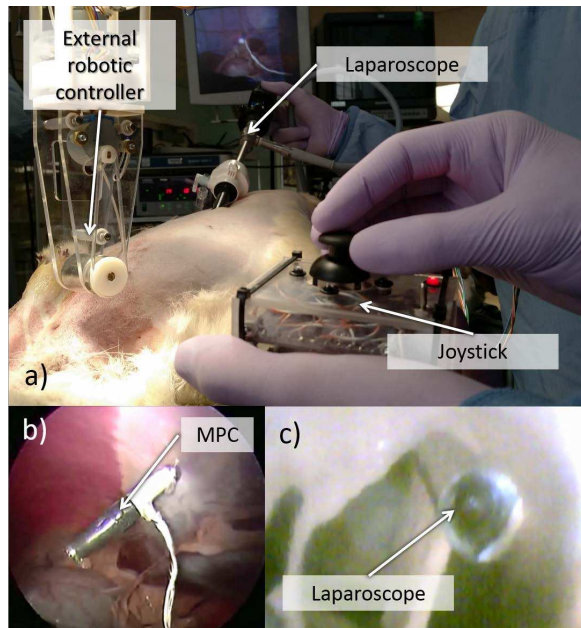 External
robotic
controller
Laparoscope
Joystick
a)
b)
MPC
c)
Laparoscope